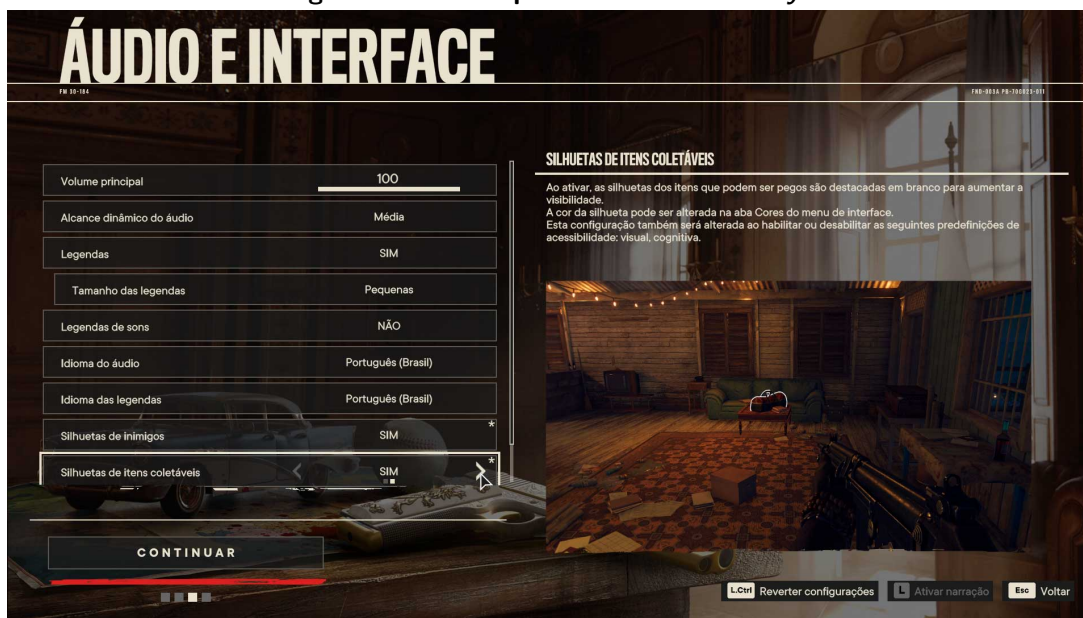 ÁUDIO E INTERFACE
FM 30-184
Volume principal
100
Alcance dinâmico do áudio
Média
Legendas
SIM
Tamanho das legendas
Pequenas
Legendas de sons
NÃO
Idioma do áudio
Português (Brasil)
Idioma das legendas
Português (Brasil)
Silhuetas de inimigos
SIM
*
Silhuetas de itens coletáveis
SIM
*
CONTINUAR
SILHUETAS DE ITENS COLETÁVEIS
Ao ativar, as silhuetas dos itens que podem ser pegos são destacadas em branco para aumentar a
visibilidade.
A cor da silhueta pode ser alterada na aba Cores do menu de interface.
Esta configuração também será alterada ao habilitar ou desabilitar as seguintes predefinições de
acessibilidade: visual, cognitiva.
L.Ctrl Reverter configurações
L Ativar narração
Esc Voltar